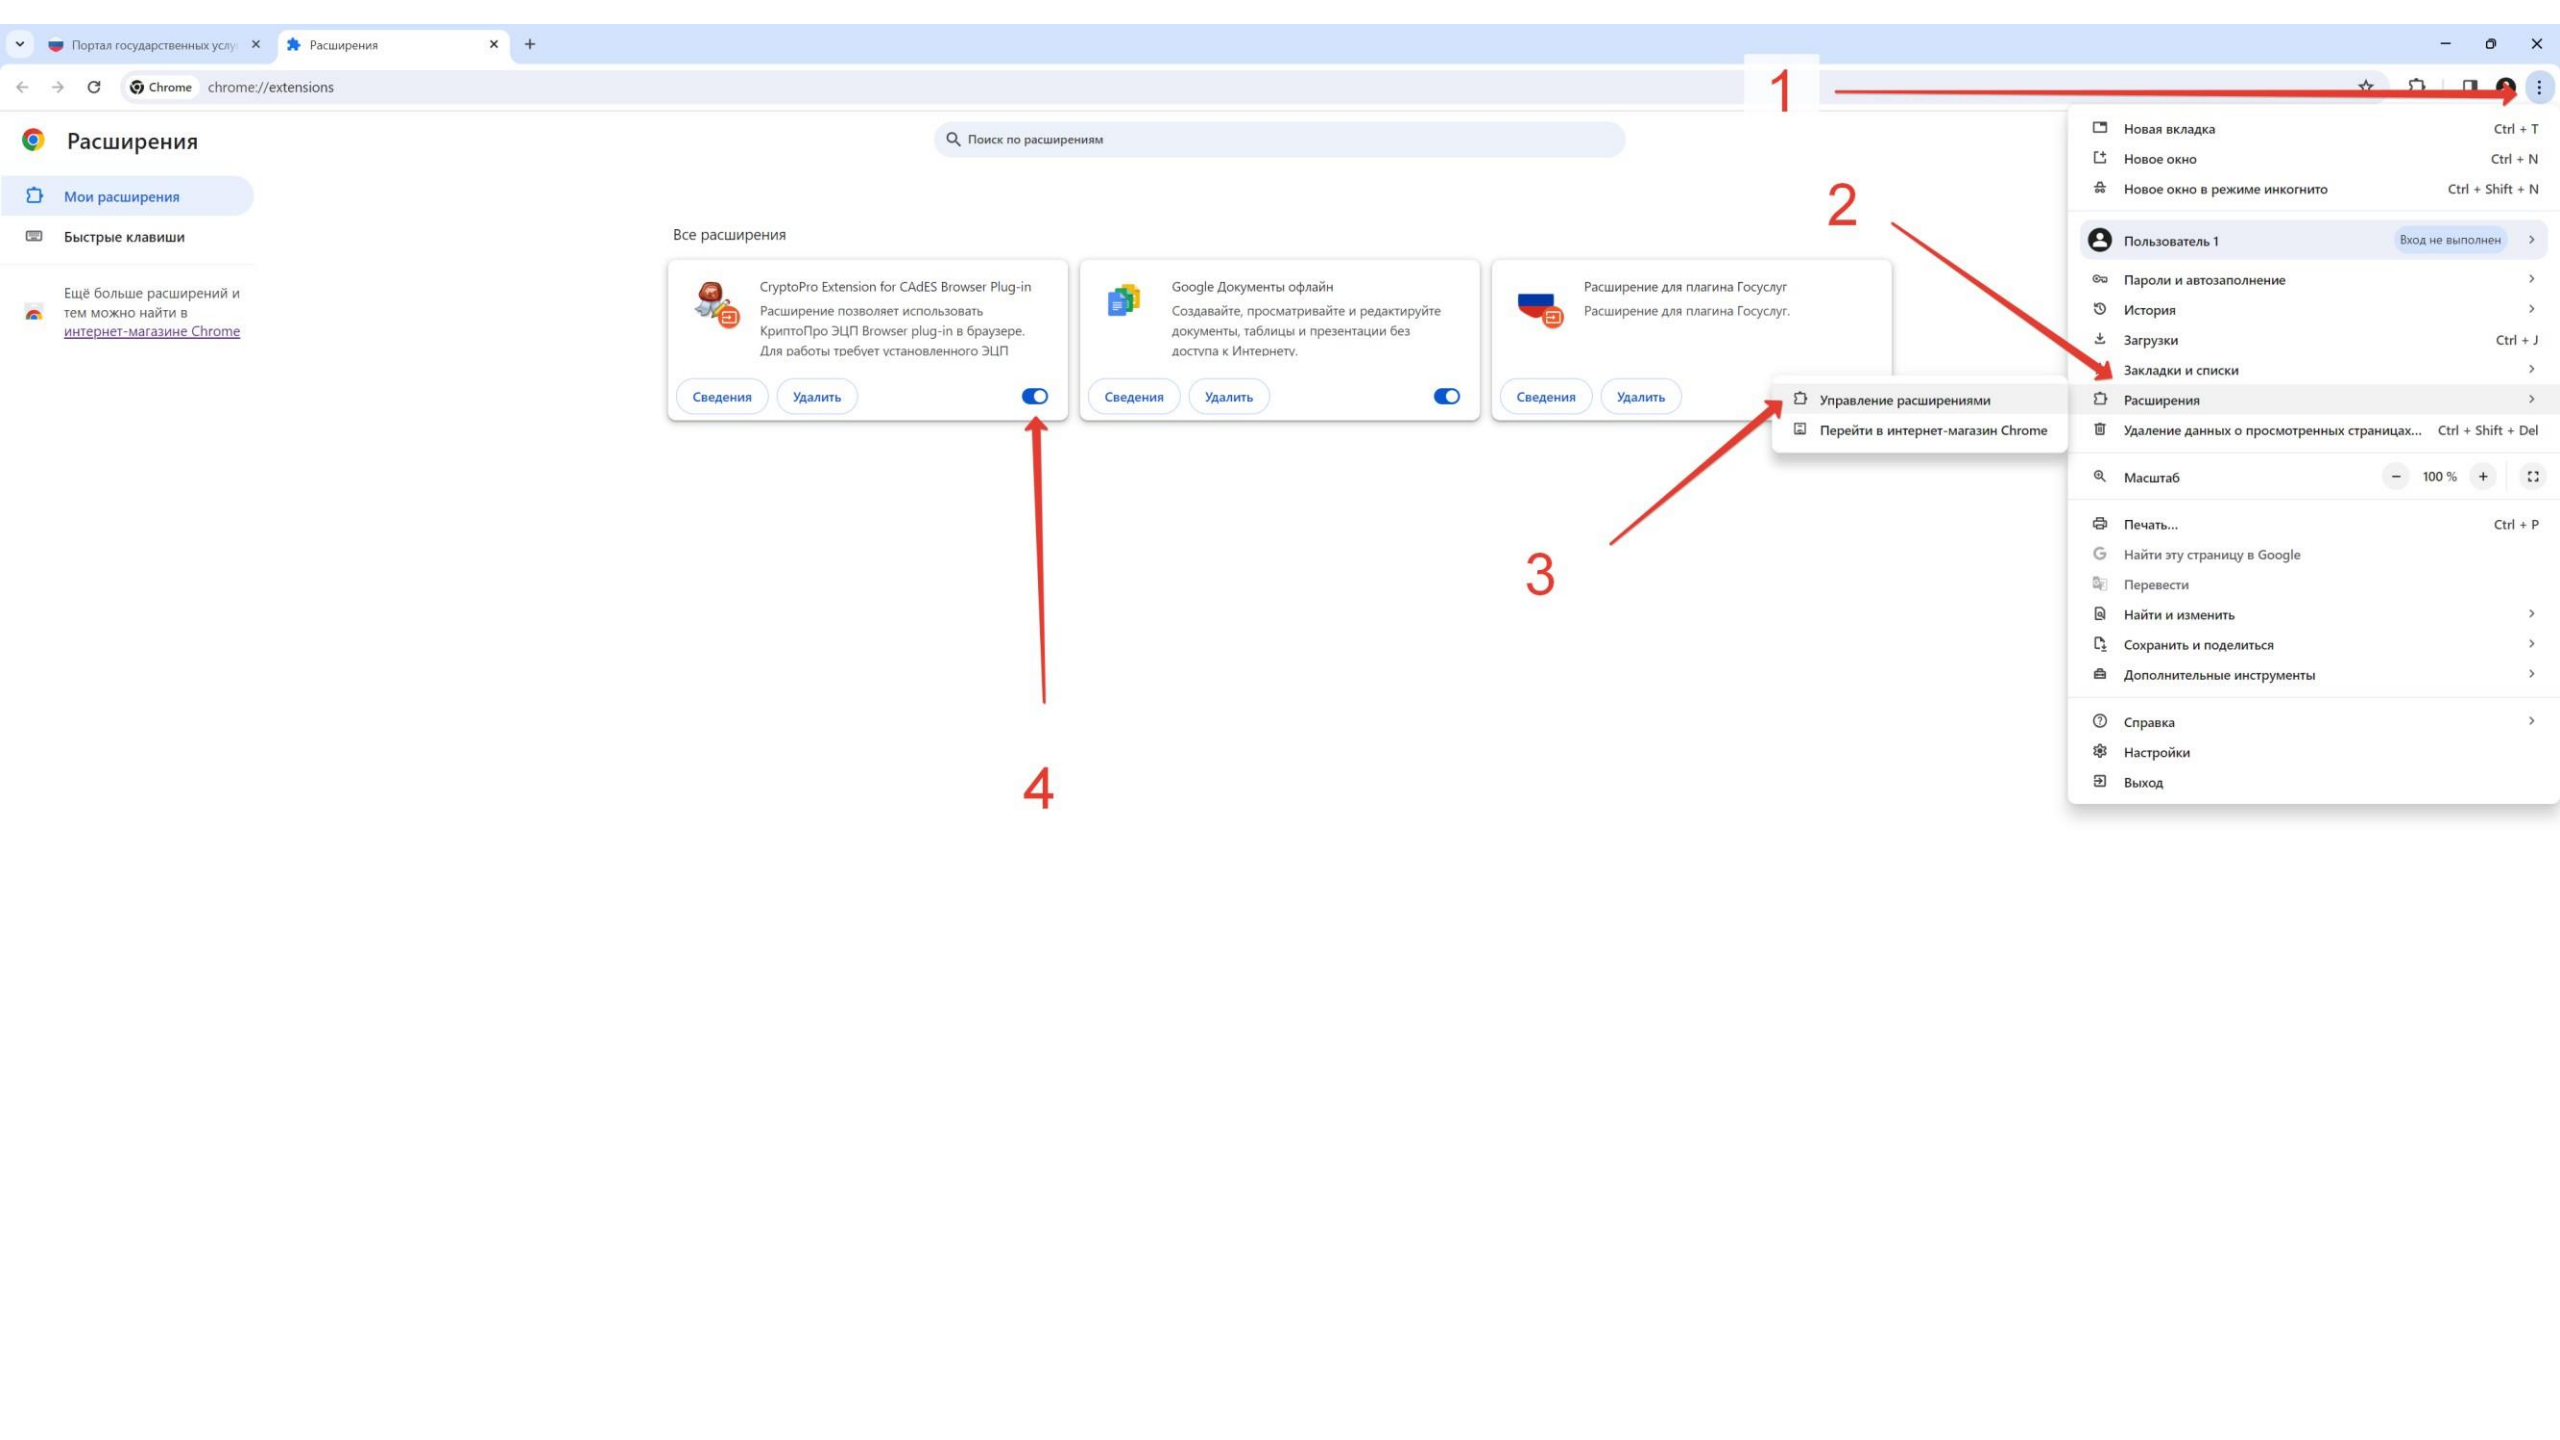 Портал государственных услу
Расширения
Chrome
chrome://extensions
1
Расширения
Поиск по расширениям
Мои расширения
Быстрые клавиши
Ещё больше расширений и
тем можно найти в
интернет-магазине Chrome
Все расширения
CryptoPro Extension for CAdES Browser Plug-in
Расширение позволяет использовать
КриптоПро ЭЦП Browser plug-in в браузере.
Для работы требует установленного ЭЦП
Сведения
Удалить
Google Документы офлайн
Создавайте, просматривайте и редактируйте
документы, таблицы и презентации без
доступа к Интернету.
Сведения
Удалить
Расширение для плагина Госуслуг
Расширение для плагина Госуслуг.
Сведения
Удалить
2
3
4
Управление расширениями
Перейти в интернет-магазин Chrome
Новая вкладка Ctrl + T
Новое окно Ctrl + N
Новое окно в режиме инкогнито Ctrl + Shift + N
Пользователь 1 Вход не выполнен
Пароли и автозаполнение
История
Загрузки Ctrl + J
Закладки и списки
Расширения
Удаление данных о просмотренных страницах... Ctrl + Shift + Del
Масштаб − 100 % +
Печать... Ctrl + P
Найти эту страницу в Google
Перевести
Найти и изменить
Сохранить и поделиться
Дополнительные инструменты
Справка
Настройки
Выход